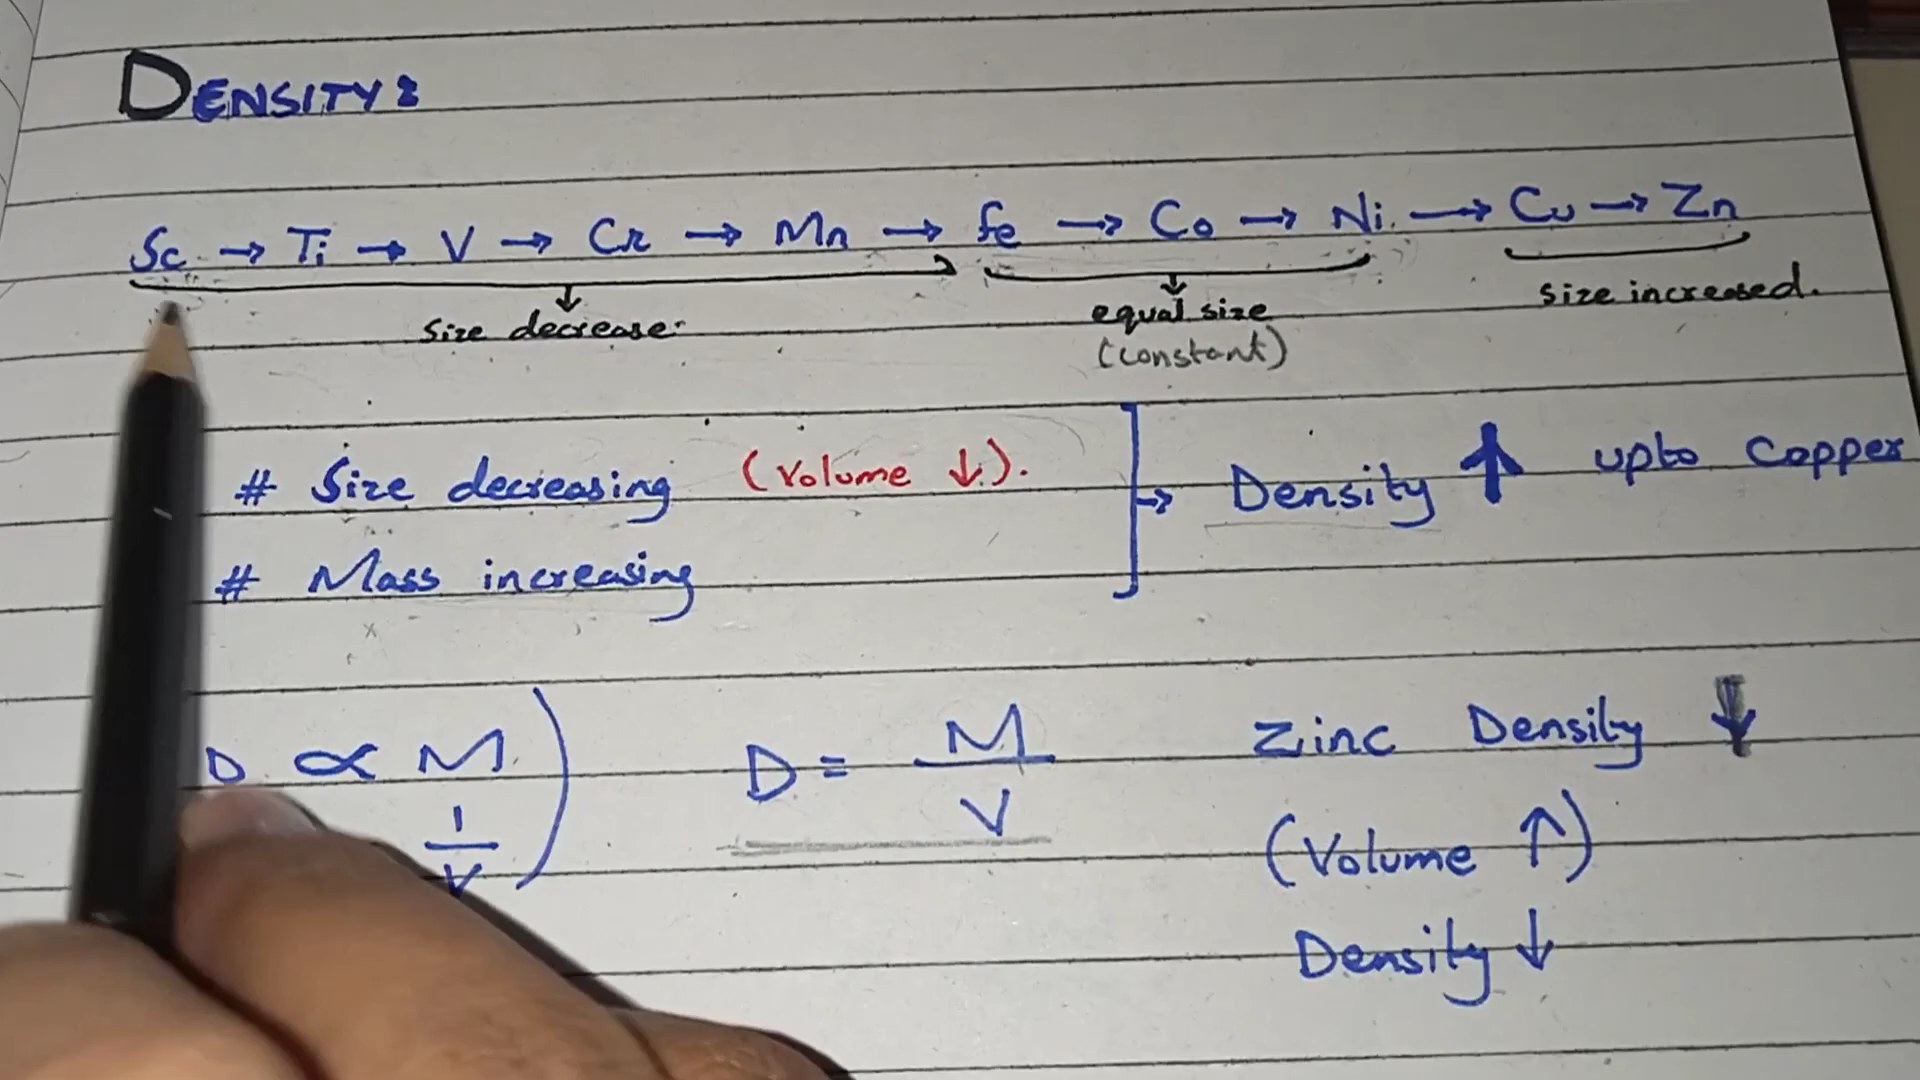 DENSITY:
Sc → Ti → V → Cr → Mn → Fe → Co → Ni → Cu → Zn
↓
size decrease
↓
equal size
(constant)
size increased.
# Size decreasing (Volume ↓).
# Mass increasing
→ Density ↑ upto Copper
D ∝ M
1
V
D = M
V
Zinc Density ↓
(Volume ↑)
Density ↓